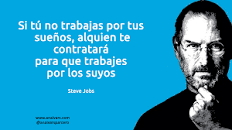 Si tú no trabajas por tus
sueños, alguien te
contratará
para que trabajes
por los suyos
Steve Jobs